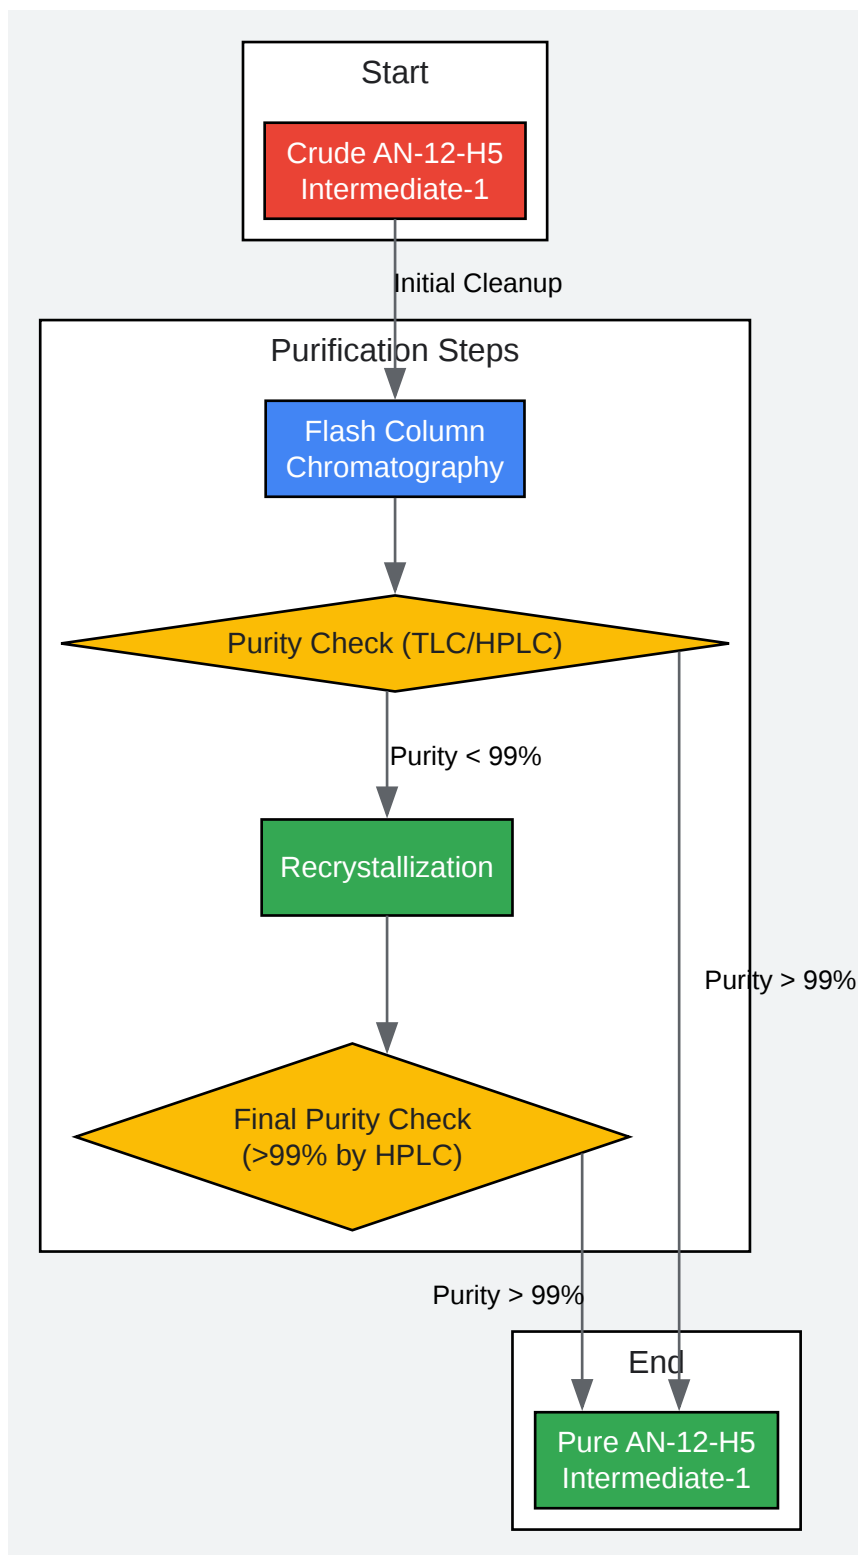 Start
Crude AN-12-H5
Intermediate-1
Initial Cleanup
Purification Steps
Flash Column
Chromatography
Purity Check (TLC/HPLC)
Purity < 99%
Recrystallization
Purity > 99%
Final Purity Check
(>99% by HPLC)
Purity > 99%
End
Pure AN-12-H5
Intermediate-1